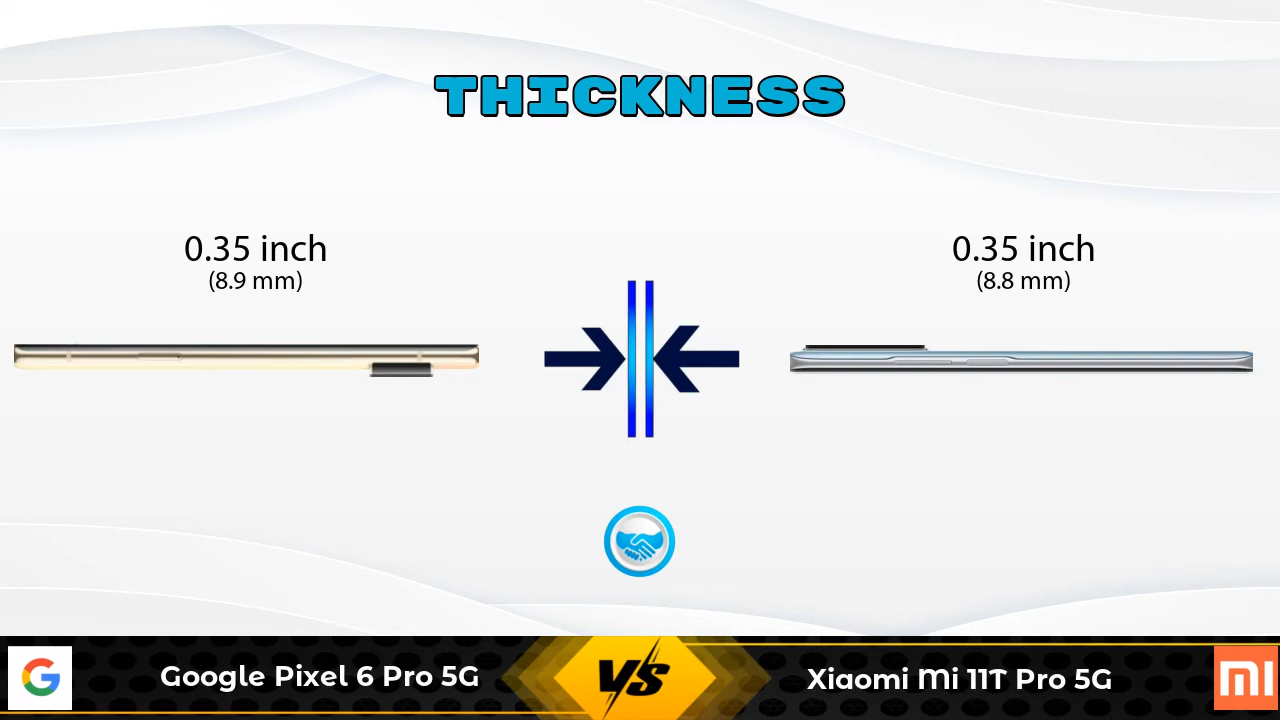 THICKNESS
0.35 inch
(8.9 mm)
0.35 inch
(8.8 mm)
G
Google Pixel 6 Pro 5G
VS
Xiaomi Mi 11T Pro 5G
MI